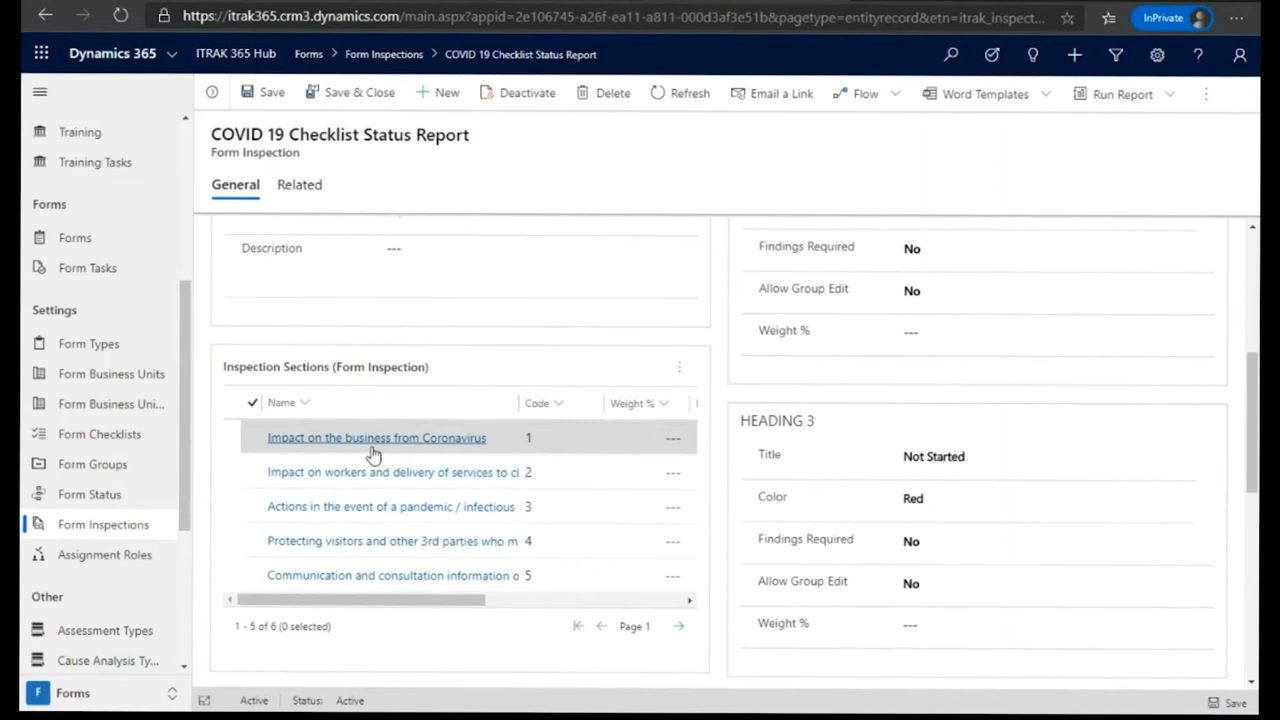 https://itrak365.crm3.dynamics.com/main.aspx?appid=2e106745-a26f-ea11-a811-000d3af3e51b&pagetype=entityrecord&etn=itrak_inspect...
InPrivate
Dynamics 365
ITRAK 365 Hub
Forms > Form Inspections > COVID 19 Checklist Status Report
Save
Save & Close
New
Deactivate
Delete
Refresh
Email a Link
Flow
Word Templates
Run Report
COVID 19 Checklist Status Report
Form Inspection
General
Related
Training
Training Tasks
Forms
Forms
Form Tasks
Settings
Form Types
Form Business Units
Form Business Uni...
Form Checklists
Form Groups
Form Status
Form Inspections
Assignment Roles
Other
Assessment Types
Cause Analysis Ty...
F Forms
Description ---
Inspection Sections (Form Inspection)
Name Code Weight %
Impact on the business from Coronavirus 1 ---
Impact on workers and delivery of services to cl 2 ---
Actions in the event of a pandemic / infectious 3 ---
Protecting visitors and other 3rd parties who m 4 ---
Communication and consultation information o 5 ---
1 - 5 of 6 (0 selected)
Page 1
Findings Required No
Allow Group Edit No
Weight % ---
HEADING 3
Title Not Started
Color Red
Findings Required No
Allow Group Edit No
Weight % ---
Active
Status: Active
Save